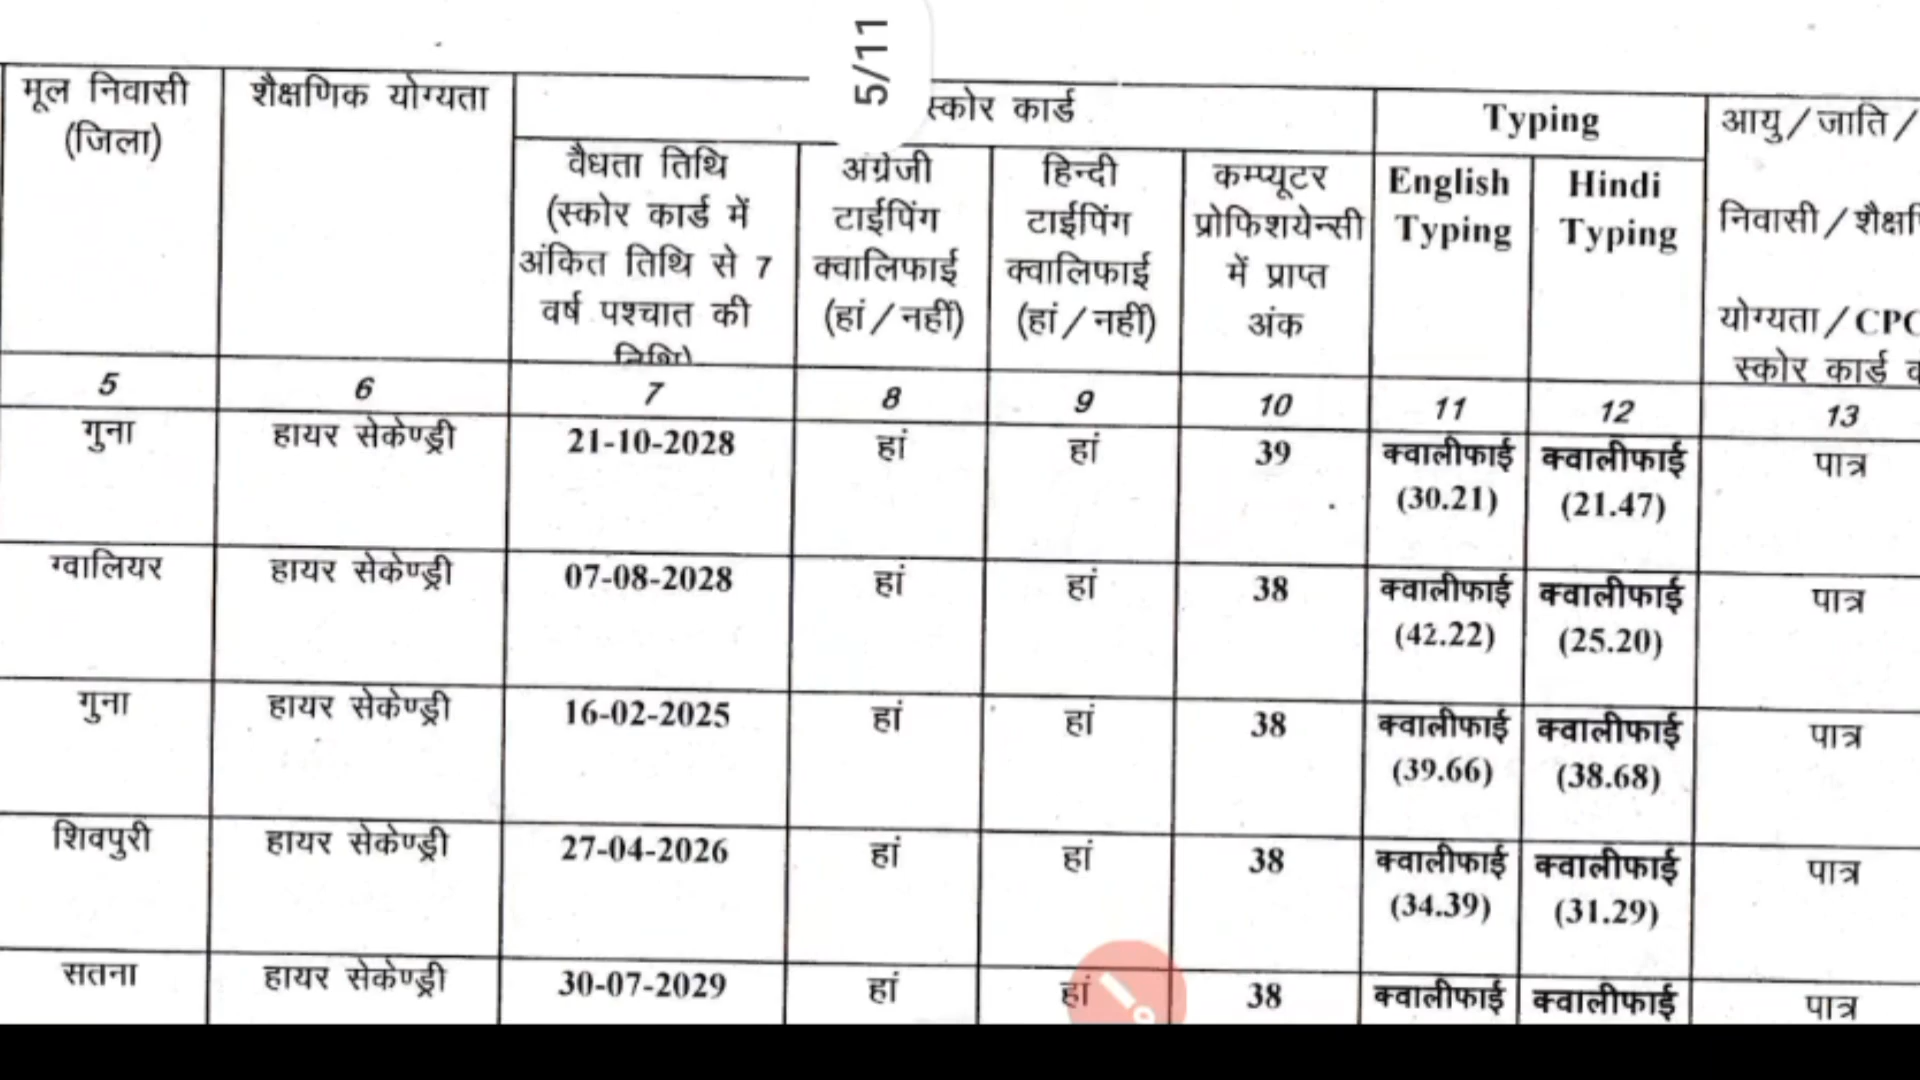 5/11
मूल निवासी (जिला)
शैक्षणिक योग्यता
स्कोर कार्ड
Typing
आयु/जाति/
निवासी/शैक्षणि
योग्यता/CPC
स्कोर कार्ड
वैधता तिथि
(स्कोर कार्ड में
अंकित तिथि से 7
वर्ष पश्चात की
तिथि)
अंग्रेजी
टाईपिंग
क्वालिफाई
(हां/नहीं)
हिन्दी
टाईपिंग
क्वालिफाई
(हां/नहीं)
कम्प्यूटर
प्रोफिशयेन्सी
में प्राप्त
अंक
English
Typing
Hindi
Typing
5 6 7 8 9 10 11 12 13
गुना हायर सेकेण्ड्री 21-10-2028 हां हां 39 क्वालीफाई क्वालीफाई पात्र
(30.21) (21.47)
ग्वालियर हायर सेकेण्ड्री 07-08-2028 हां हां 38 क्वालीफाई क्वालीफाई पात्र
(42.22) (25.20)
गुना हायर सेकेण्ड्री 16-02-2025 हां हां 38 क्वालीफाई क्वालीफाई पात्र
(39.66) (38.68)
शिवपुरी हायर सेकेण्ड्री 27-04-2026 हां हां 38 क्वालीफाई क्वालीफाई पात्र
(34.39) (31.29)
सतना हायर सेकेण्ड्री 30-07-2029 हां हां 38 क्वालीफाई क्वालीफाई पात्र